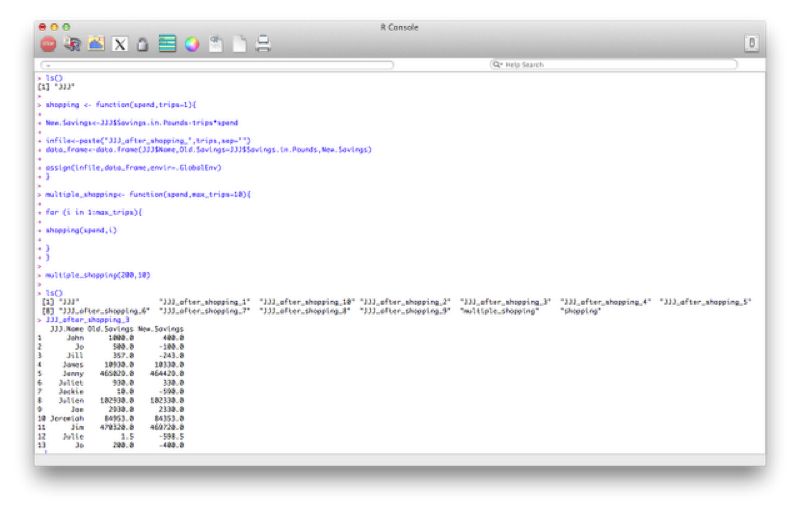 R Console
STOP
X
Q▾ Help Search
> ls()
[1] "JJJ"
>
> shopping <- function(spend,trips=1){
+
+ New.Savings<-JJJ$Savings.in.Pounds-trips*spend
+
+ infile<-paste("JJJ_after_shopping_",trips,sep="")
+ data_frame<-data.frame(JJJ$Name,Old.Savings=JJJ$Savings.in.Pounds,New.Savings)
+
+ assign(infile,data_frame,envir=.GlobalEnv)
+ }
>
> multiple_shopping<- function(spend,max_trips=10){
+
+ for (i in 1:max_trips){
+
+ shopping(spend,i)
+
+ }
+ }
>
> multiple_shopping(200,10)
>
> ls()
[1] "JJJ" "JJJ_after_shopping_1" "JJJ_after_shopping_10" "JJJ_after_shopping_2" "JJJ_after_shopping_3" "JJJ_after_shopping_4" "JJJ_after_shopping_5"
[8] "JJJ_after_shopping_6" "JJJ_after_shopping_7" "JJJ_after_shopping_8" "JJJ_after_shopping_9" "multiple_shopping" "shopping"
> JJJ_after_shopping_3
JJJ.Name Old.Savings New.Savings
1 John 1000.0 400.0
2 Jo 500.0 -100.0
3 Jill 357.0 -243.0
4 James 10930.0 10330.0
5 Jenny 465029.0 464429.0
6 Juliet 930.0 330.0
7 Jackie 10.0 -590.0
8 Julien 102930.0 102330.0
9 Joe 2930.0 2330.0
10 Jeremiah 84953.0 84353.0
11 Jim 470320.0 469720.0
12 Julie 1.5 -598.5
13 Jo 200.0 -400.0